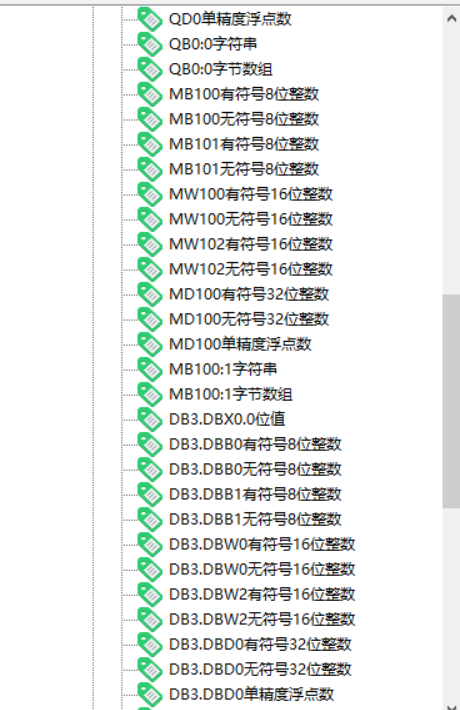 QD0单精度浮点数
QB0:0字符串
QB0:0字节数组
MB100有符号8位整数
MB100无符号8位整数
MB101有符号8位整数
MB101无符号8位整数
MW100有符号16位整数
MW100无符号16位整数
MW102有符号16位整数
MW102无符号16位整数
MD100有符号32位整数
MD100无符号32位整数
MD100单精度浮点数
MB100:1字符串
MB100:1字节数组
DB3.DBX0.0位值
DB3.DBB0有符号8位整数
DB3.DBB0无符号8位整数
DB3.DBB1有符号8位整数
DB3.DBB1无符号8位整数
DB3.DBW0有符号16位整数
DB3.DBW0无符号16位整数
DB3.DBW2有符号16位整数
DB3.DBW2无符号16位整数
DB3.DBD0有符号32位整数
DB3.DBD0无符号32位整数
DB3.DBD0单精度浮点数